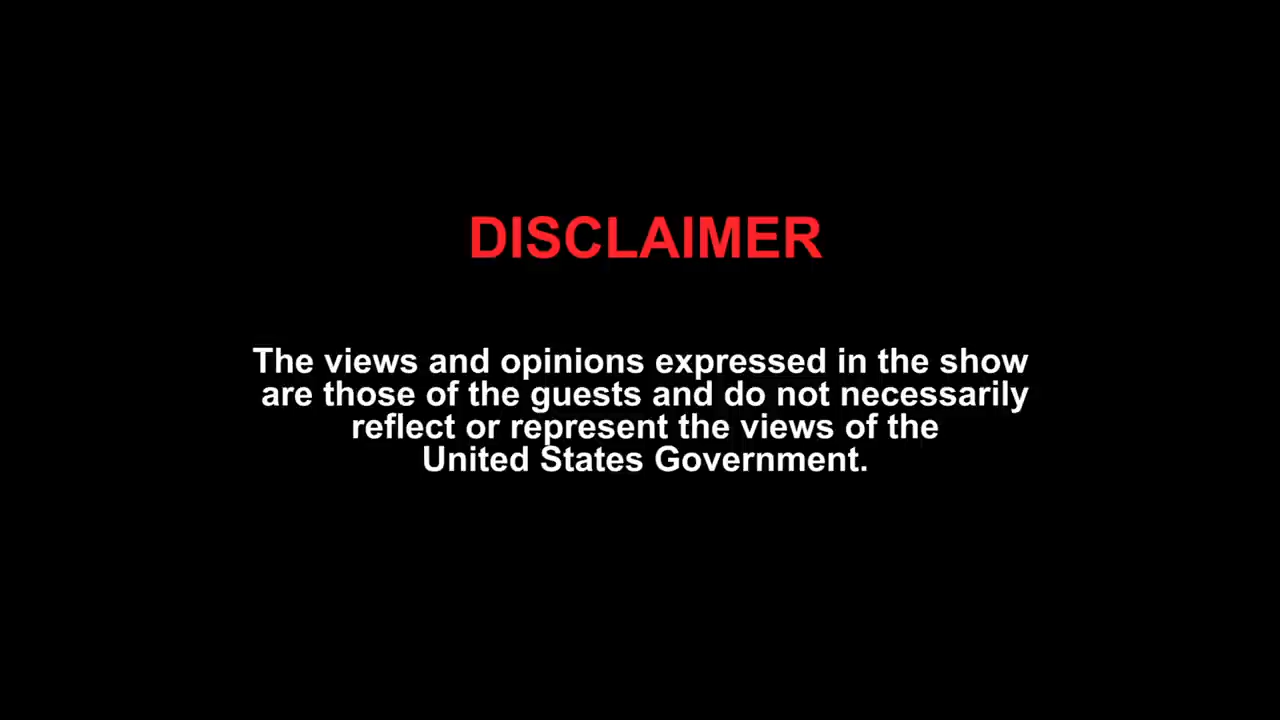 DISCLAIMER
The views and opinions expressed in the show
are those of the guests and do not necessarily
reflect or represent the views of the
United States Government.